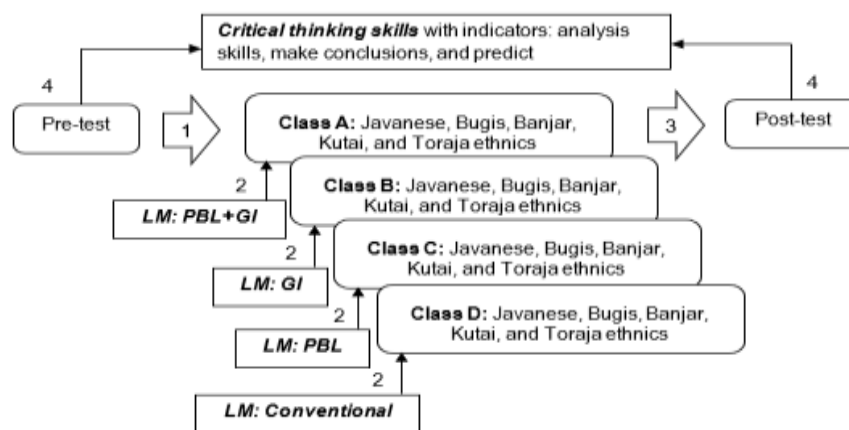 Critical thinking skills with indicators: analysis
skills, make conclusions, and predict
4
4
Pre-test
1
Class A: Javanese, Bugis, Banjar,
Kutai, and Toraja ethnics
3
Post-test
2
Class B: Javanese, Bugis, Banjar,
Kutai, and Toraja ethnics
LM: PBL+GI
2
Class C: Javanese, Bugis, Banjar,
Kutai, and Toraja ethnics
LM: GI
2
Class D: Javanese, Bugis, Banjar,
Kutai, and Toraja ethnics
LM: PBL
2
LM: Conventional